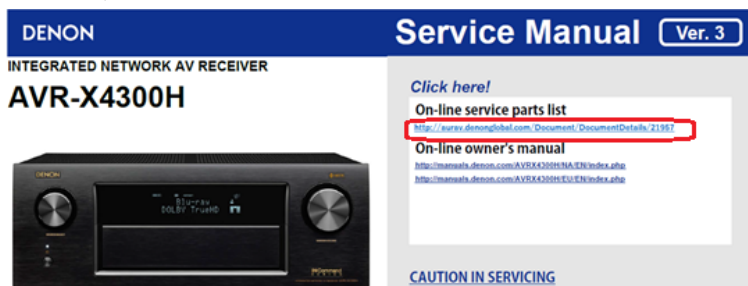 DENON
Service Manual
Ver. 3
INTEGRATED NETWORK AV RECEIVER
AVR-X4300H
Click here!
On-line service parts list
http://aurav.denonglobal.com/Document/DocumentDetails/21957
On-line owner's manual
http://manuals.denon.com/AVRX4300H/NA/EN/index.php
http://manuals.denon.com/AVRX4300H/EU/EN/index.php
DENON
Blu-ray
DOLBY TrueHD
CAUTION IN SERVICING